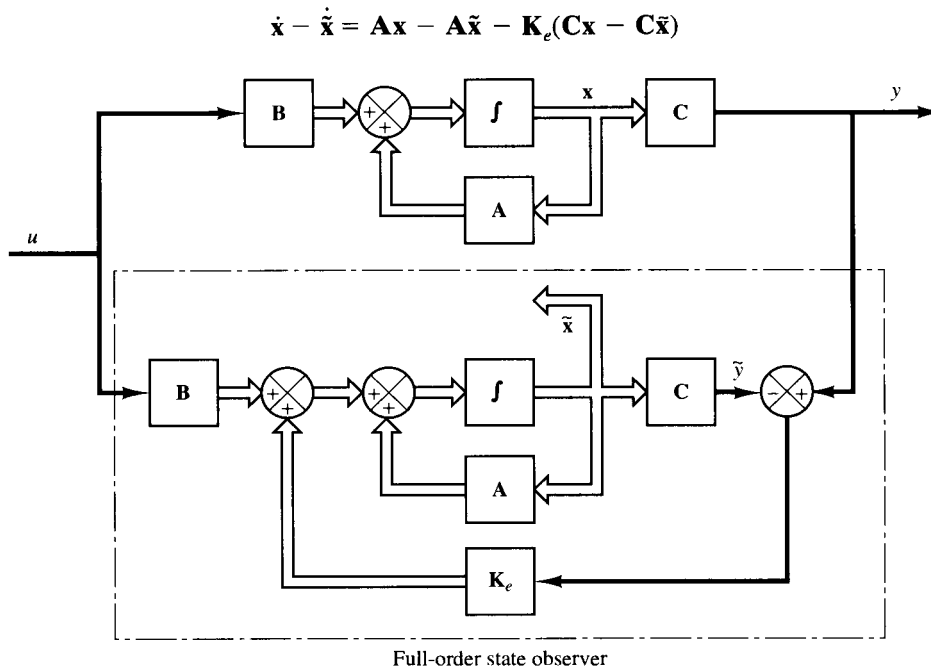 ẋ − x̃̇ = Ax − Ax̃ − Kₑ(Cx − Cx̃)
B
+
+
∫
x
C
y
A
u
x̃
B
+
+
+
+
∫
C
ỹ
−
+
A
Kₑ
Full-order state observer